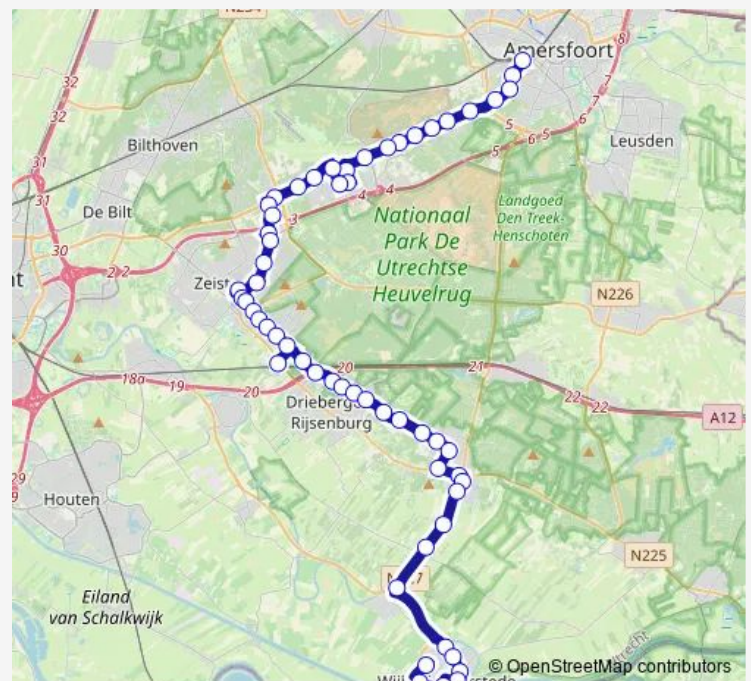 Amersfoort
8
32
7
7
32
Bilthoven
5
6
6
5
Leusden
5
31
4
4
31
De Bilt
3
Nationaal
Park De
Utrechtse
Heuvelrug
Landgoed
Den Treek-
Henschoten
30
2 2
Zeist
N226
18a
19
20
20
21
22
22
A12
Driebergen
Rijsenburg
29
Houten
N225
Eiland
van Schalkwijk
© OpenStreetMap contributors